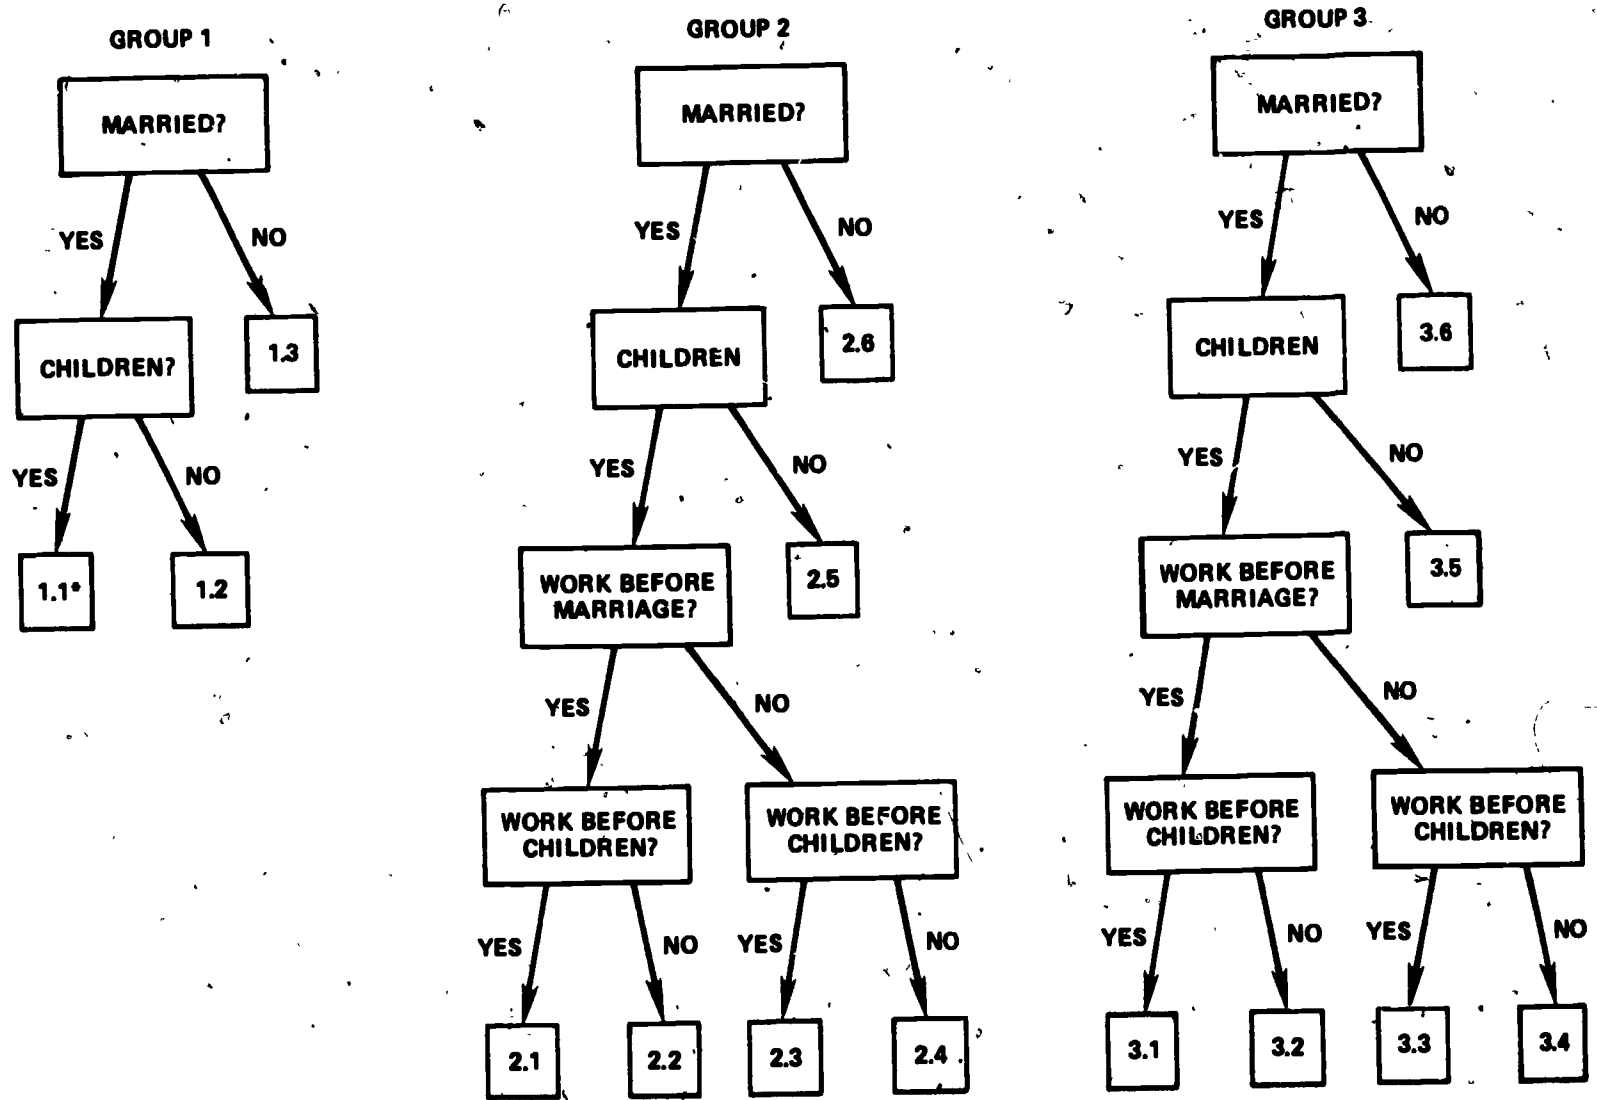 GROUP 1
MARRIED?
YES
NO
CHILDREN?
1.3
YES
NO
1.1*
1.2
GROUP 2
MARRIED?
YES
NO
CHILDREN
2.6
YES
NO
WORK BEFORE
MARRIAGE?
2.5
YES
NO
WORK BEFORE
CHILDREN?
WORK BEFORE
CHILDREN?
YES
NO
YES
NO
2.1
2.2
2.3
2.4
GROUP 3
MARRIED?
YES
NO
CHILDREN
3.6
YES
NO
WORK BEFORE
MARRIAGE?
3.5
YES
NO
WORK BEFORE
CHILDREN?
WORK BEFORE
CHILDREN?
YES
NO
YES
NO
3.1
3.2
3.3
3.4